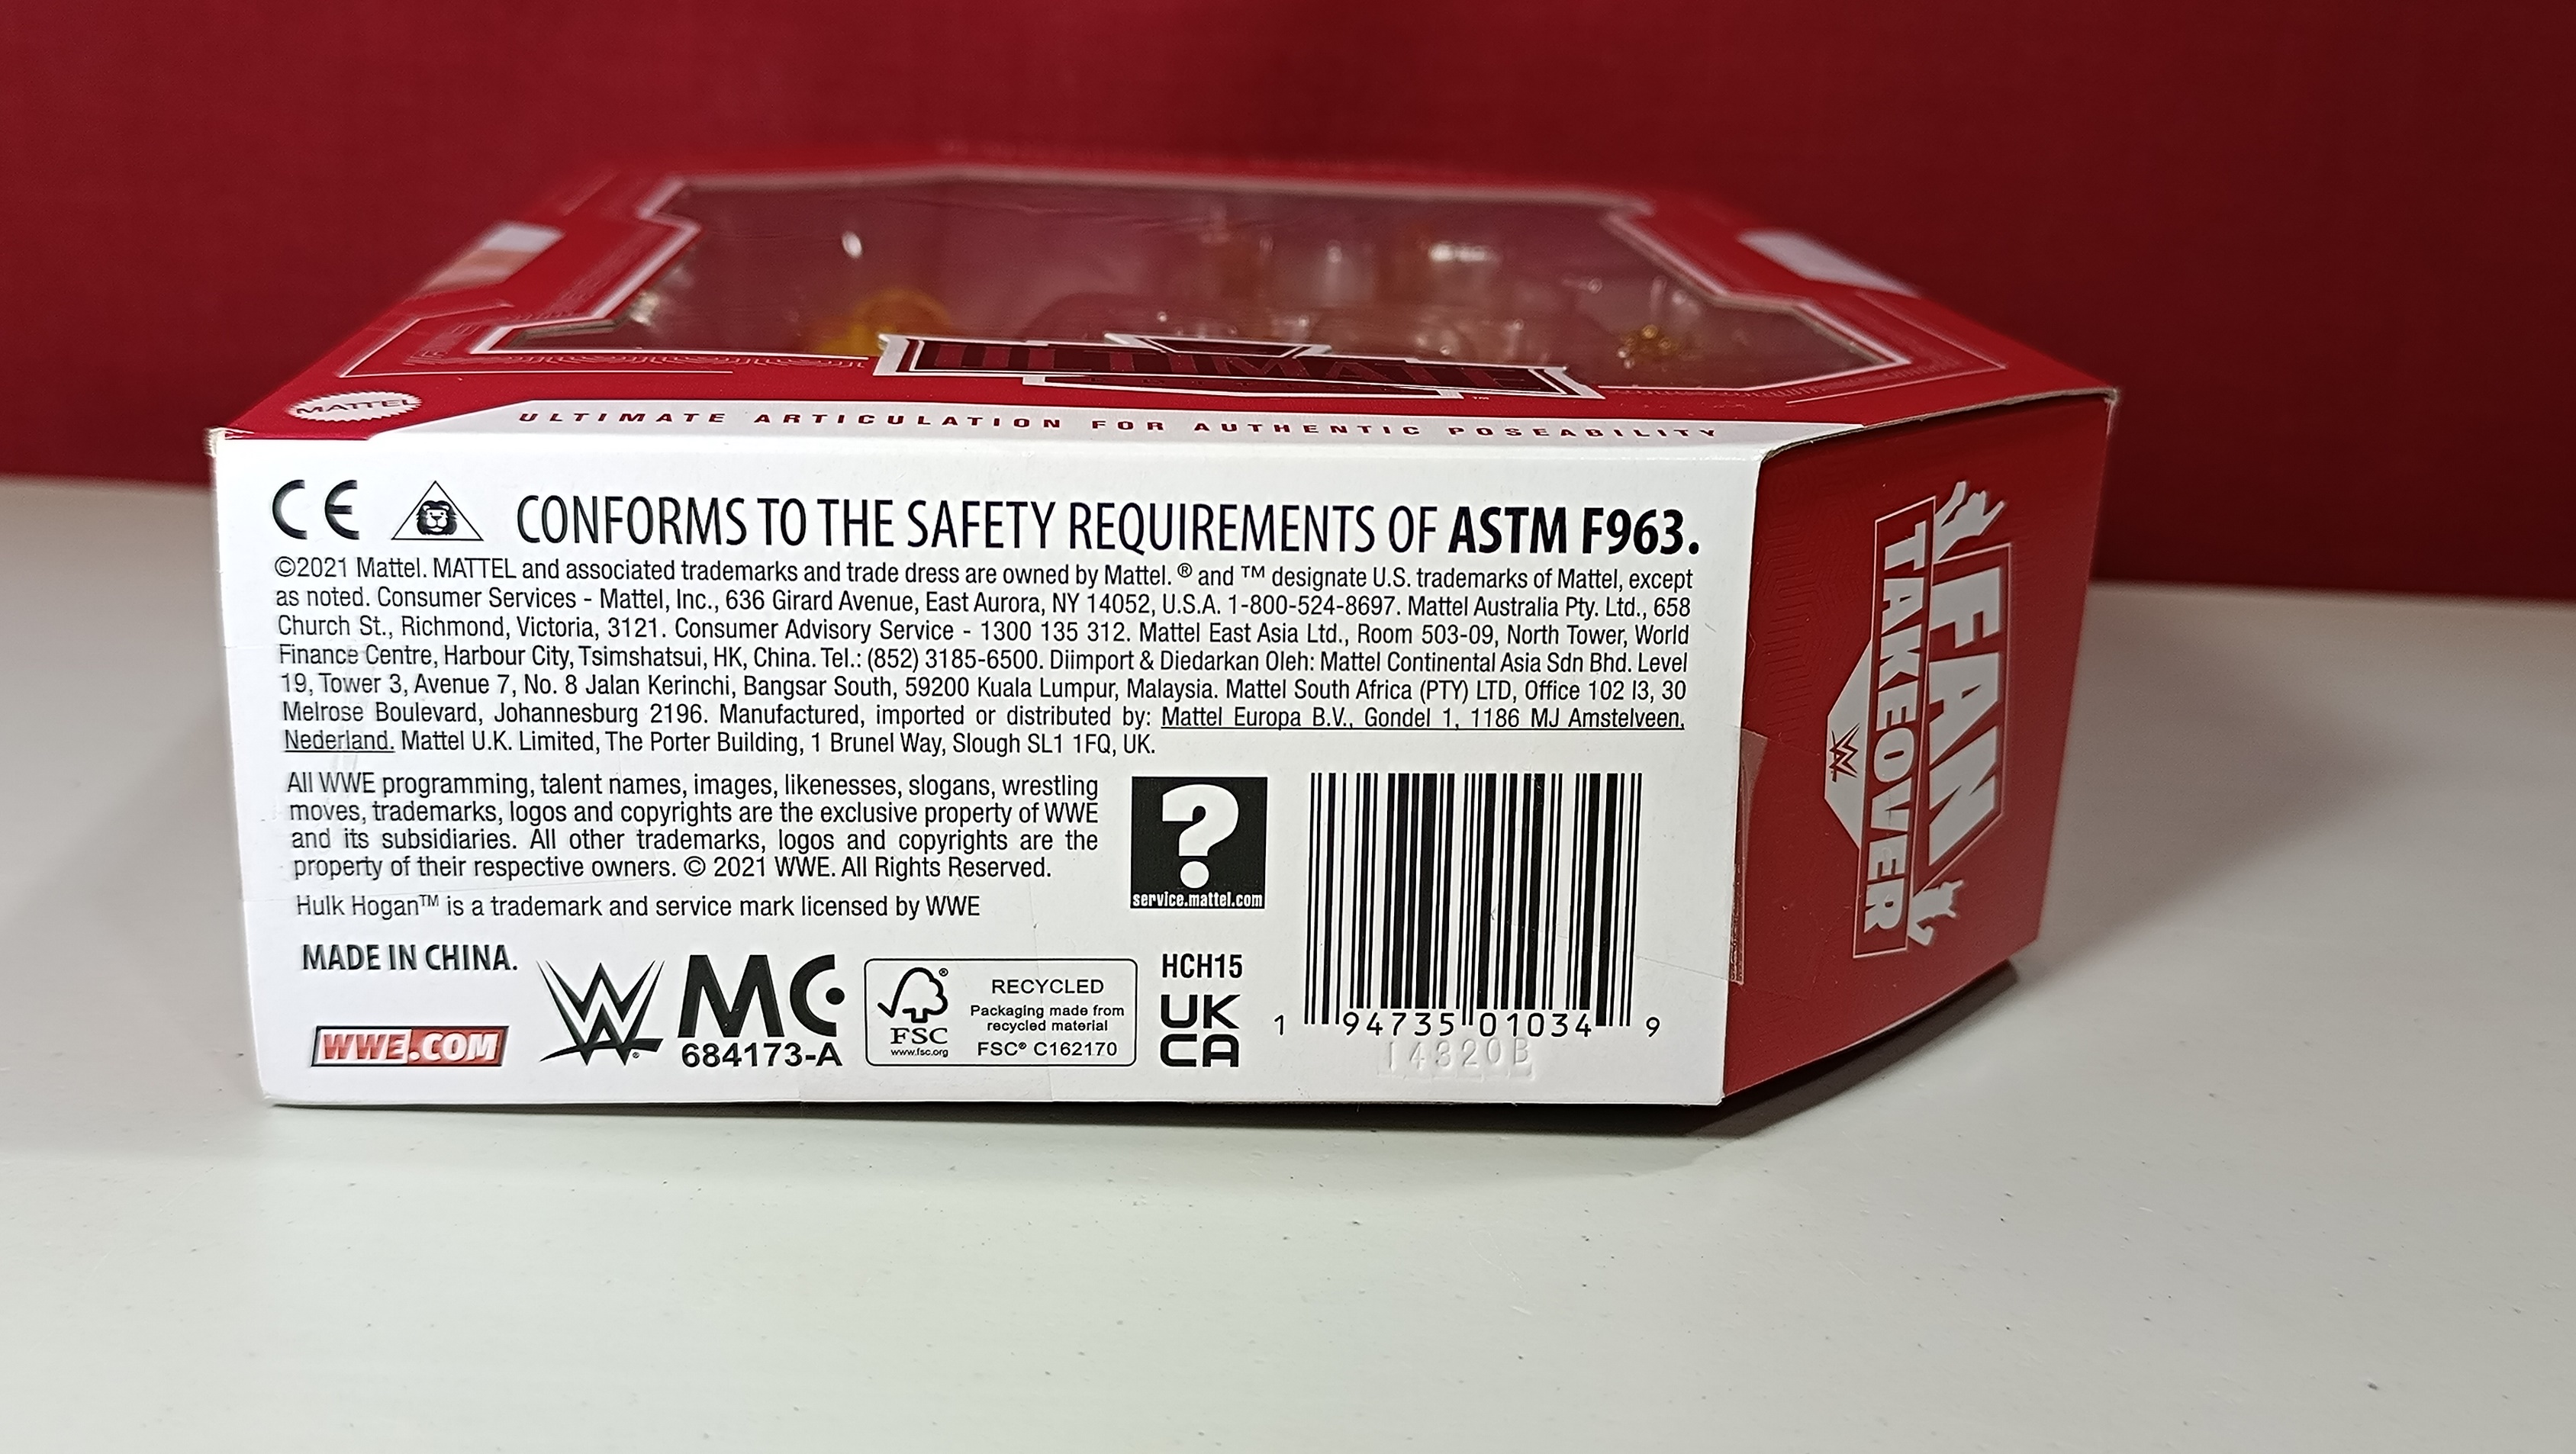 ULTIMATE
MATTEL
ULTIMATE ARTICULATION FOR AUTHENTIC POSEABILITY
CE CONFORMS TO THE SAFETY REQUIREMENTS OF ASTM F963.
©2021 Mattel. MATTEL and associated trademarks and trade dress are owned by Mattel. ® and ™ designate U.S. trademarks of Mattel, except
as noted. Consumer Services - Mattel, Inc., 636 Girard Avenue, East Aurora, NY 14052, U.S.A. 1-800-524-8697. Mattel Australia Pty. Ltd., 658
Church St., Richmond, Victoria, 3121. Consumer Advisory Service - 1300 135 312. Mattel East Asia Ltd., Room 503-09, North Tower, World
Finance Centre, Harbour City, Tsimshatsui, HK, China. Tel.: (852) 3185-6500. Diimport & Diedarkan Oleh: Mattel Continental Asia Sdn Bhd. Level
19, Tower 3, Avenue 7, No. 8 Jalan Kerinchi, Bangsar South, 59200 Kuala Lumpur, Malaysia. Mattel South Africa (PTY) LTD, Office 102 I3, 30
Melrose Boulevard, Johannesburg 2196. Manufactured, imported or distributed by: Mattel Europa B.V., Gondel 1, 1186 MJ Amstelveen,
Nederland. Mattel U.K. Limited, The Porter Building, 1 Brunel Way, Slough SL1 1FQ, UK.
All WWE programming, talent names, images, likenesses, slogans, wrestling
moves, trademarks, logos and copyrights are the exclusive property of WWE
and its subsidiaries. All other trademarks, logos and copyrights are the
property of their respective owners. © 2021 WWE. All Rights Reserved.
Hulk Hogan™ is a trademark and service mark licensed by WWE
?
service.mattel.com
MADE IN CHINA.
WWE.COM
W
MC
684173-A
FSC®
www.fsc.org
RECYCLED
Packaging made from
recycled material
FSC® C162170
HCH15
UK
CA
1 94735 01034 9
14320B
FAN
TAKEOVER
W